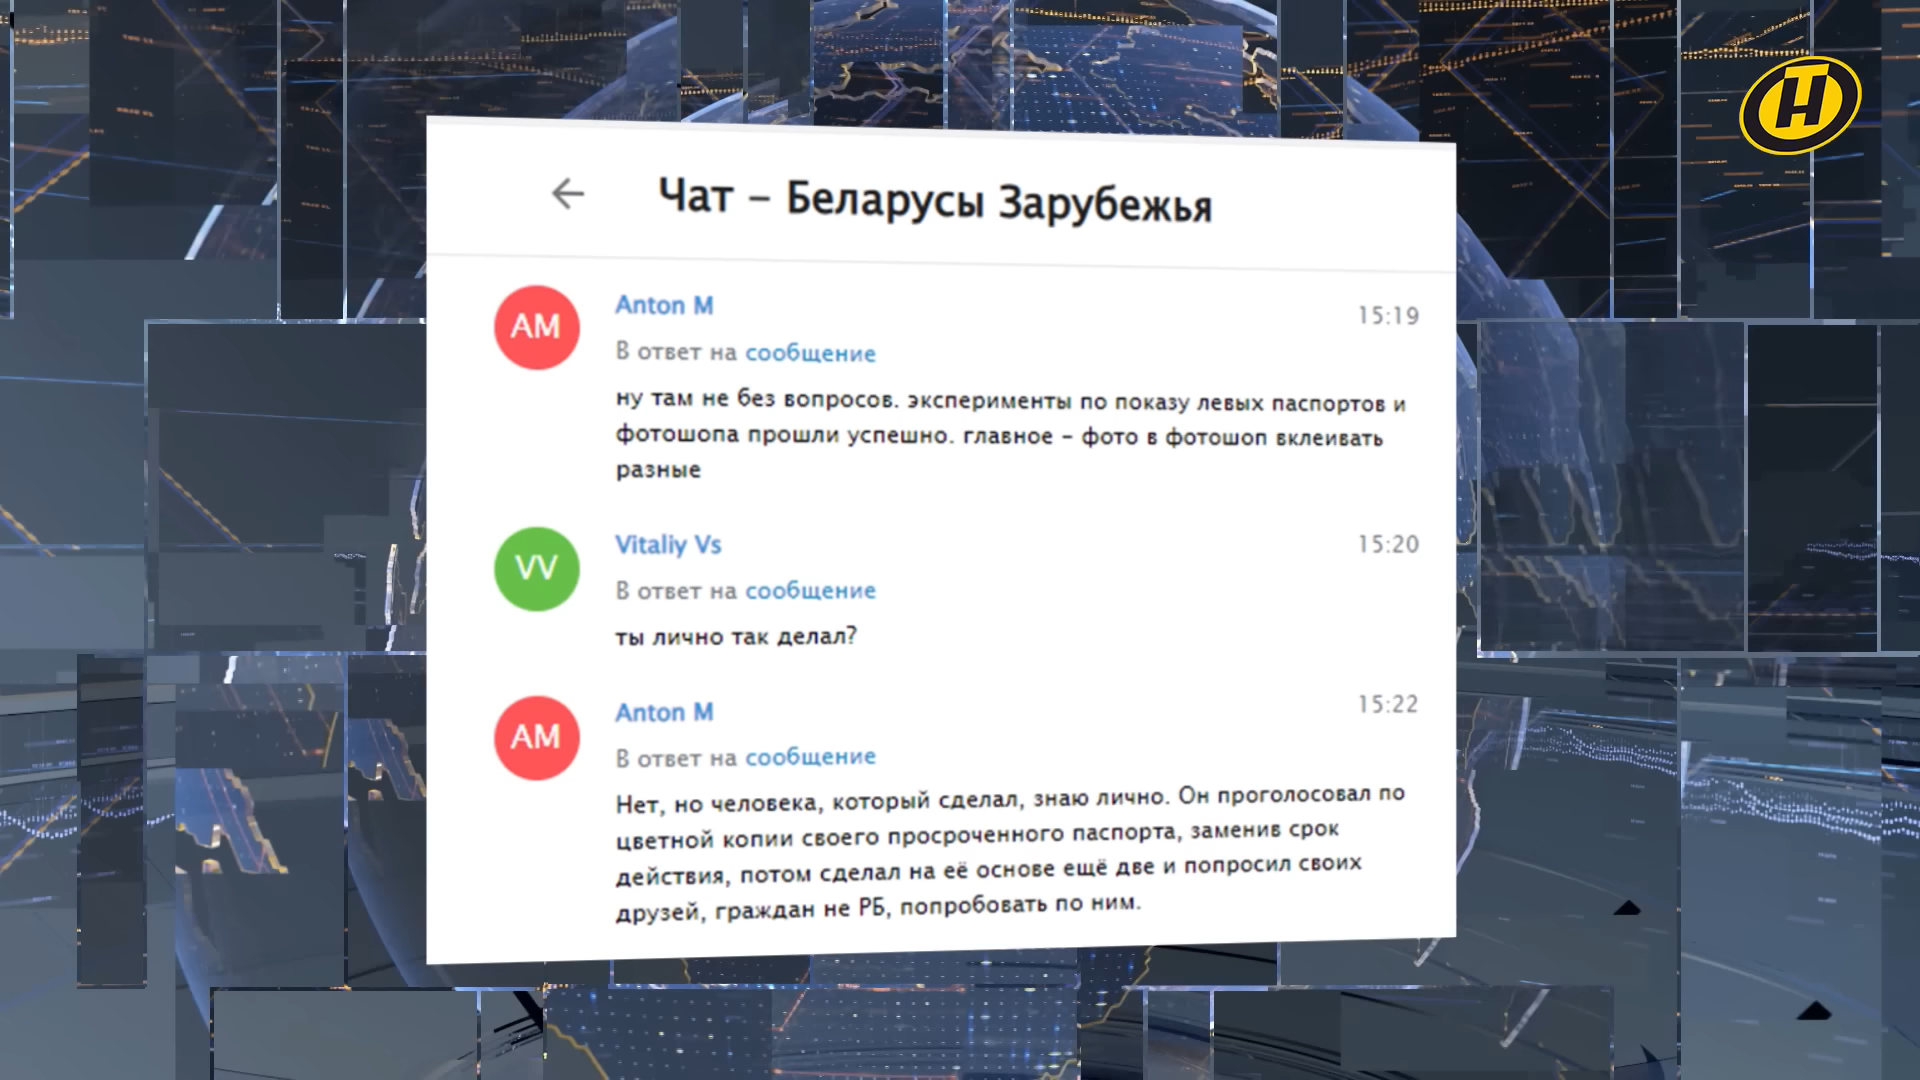 Чат – Беларусы Зарубежья
AM
Anton M
15:19
В ответ на сообщение
ну там не без вопросов. эксперименты по показу левых паспортов и
фотошопа прошли успешно. главное – фото в фотошоп вклеивать
разные
VV
Vitaliy Vs
15:20
В ответ на сообщение
ты лично так делал?
AM
Anton M
15:22
В ответ на сообщение
Нет, но человека, который сделал, знаю лично. Он проголосовал по
цветной копии своего просроченного паспорта, заменив срок
действия, потом сделал на её основе ещё две и попросил своих
друзей, граждан не РБ, попробовать по ним.